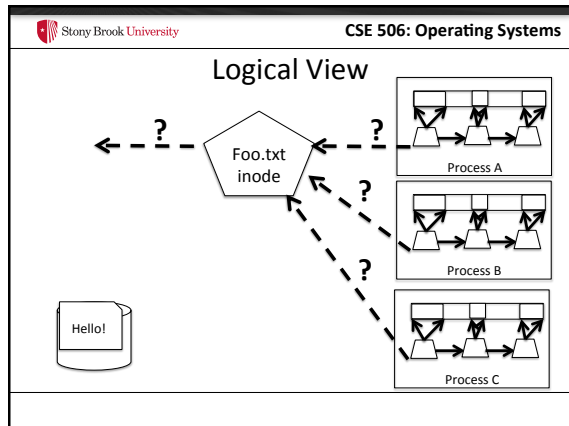 Stony Brook University
CSE 506: Operating Systems
Logical View
?
?
Foo.txt
inode
Process A
?
Process B
?
Hello!
Process C